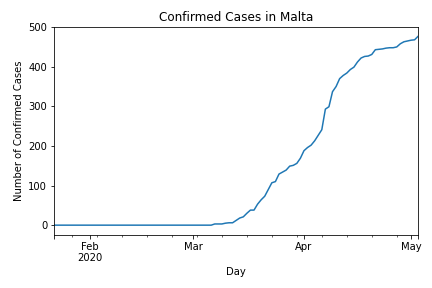 Confirmed Cases in Malta
500
400
300
200
100
0
Number of Confirmed Cases
Feb
2020
Mar
Apr
May
Day